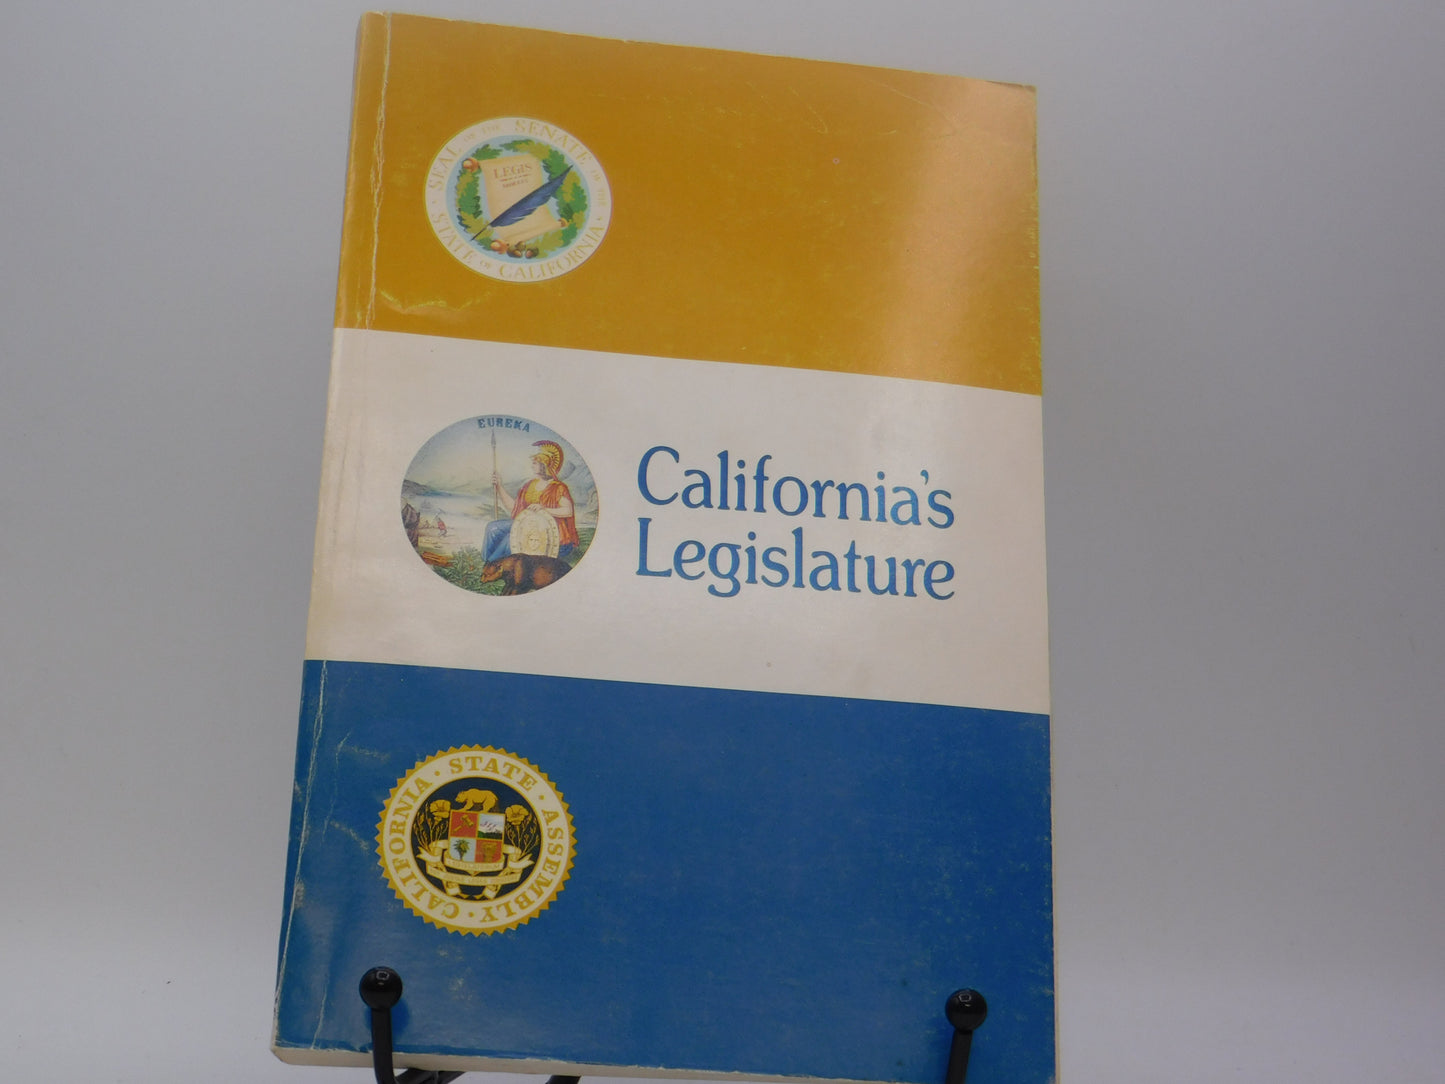 SEAL OF THE SENATE OF THE STATE OF CALIFORNIA
LEGIS
EUREKA
California's
Legislature
CALIFORNIA · STATE · ASSEMBLY ·